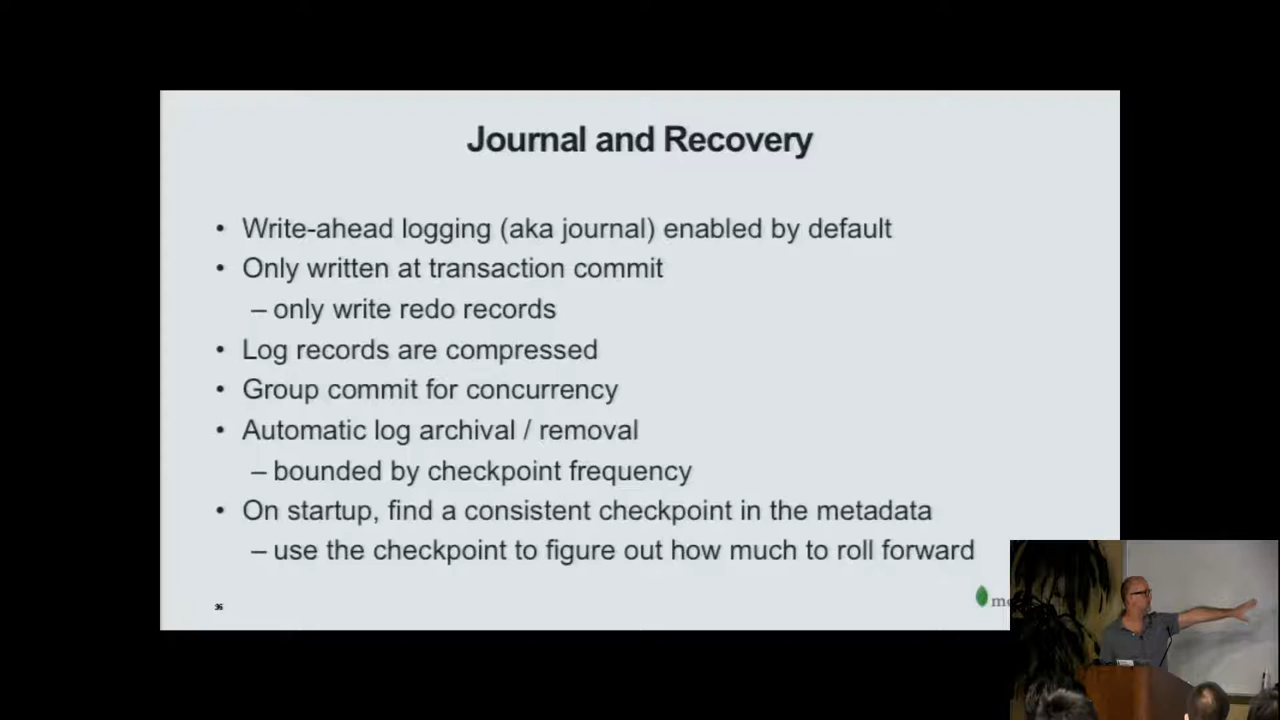 Journal and Recovery
• Write-ahead logging (aka journal) enabled by default
• Only written at transaction commit
– only write redo records
• Log records are compressed
• Group commit for concurrency
• Automatic log archival / removal
– bounded by checkpoint frequency
• On startup, find a consistent checkpoint in the metadata
– use the checkpoint to figure out how much to roll forward
36